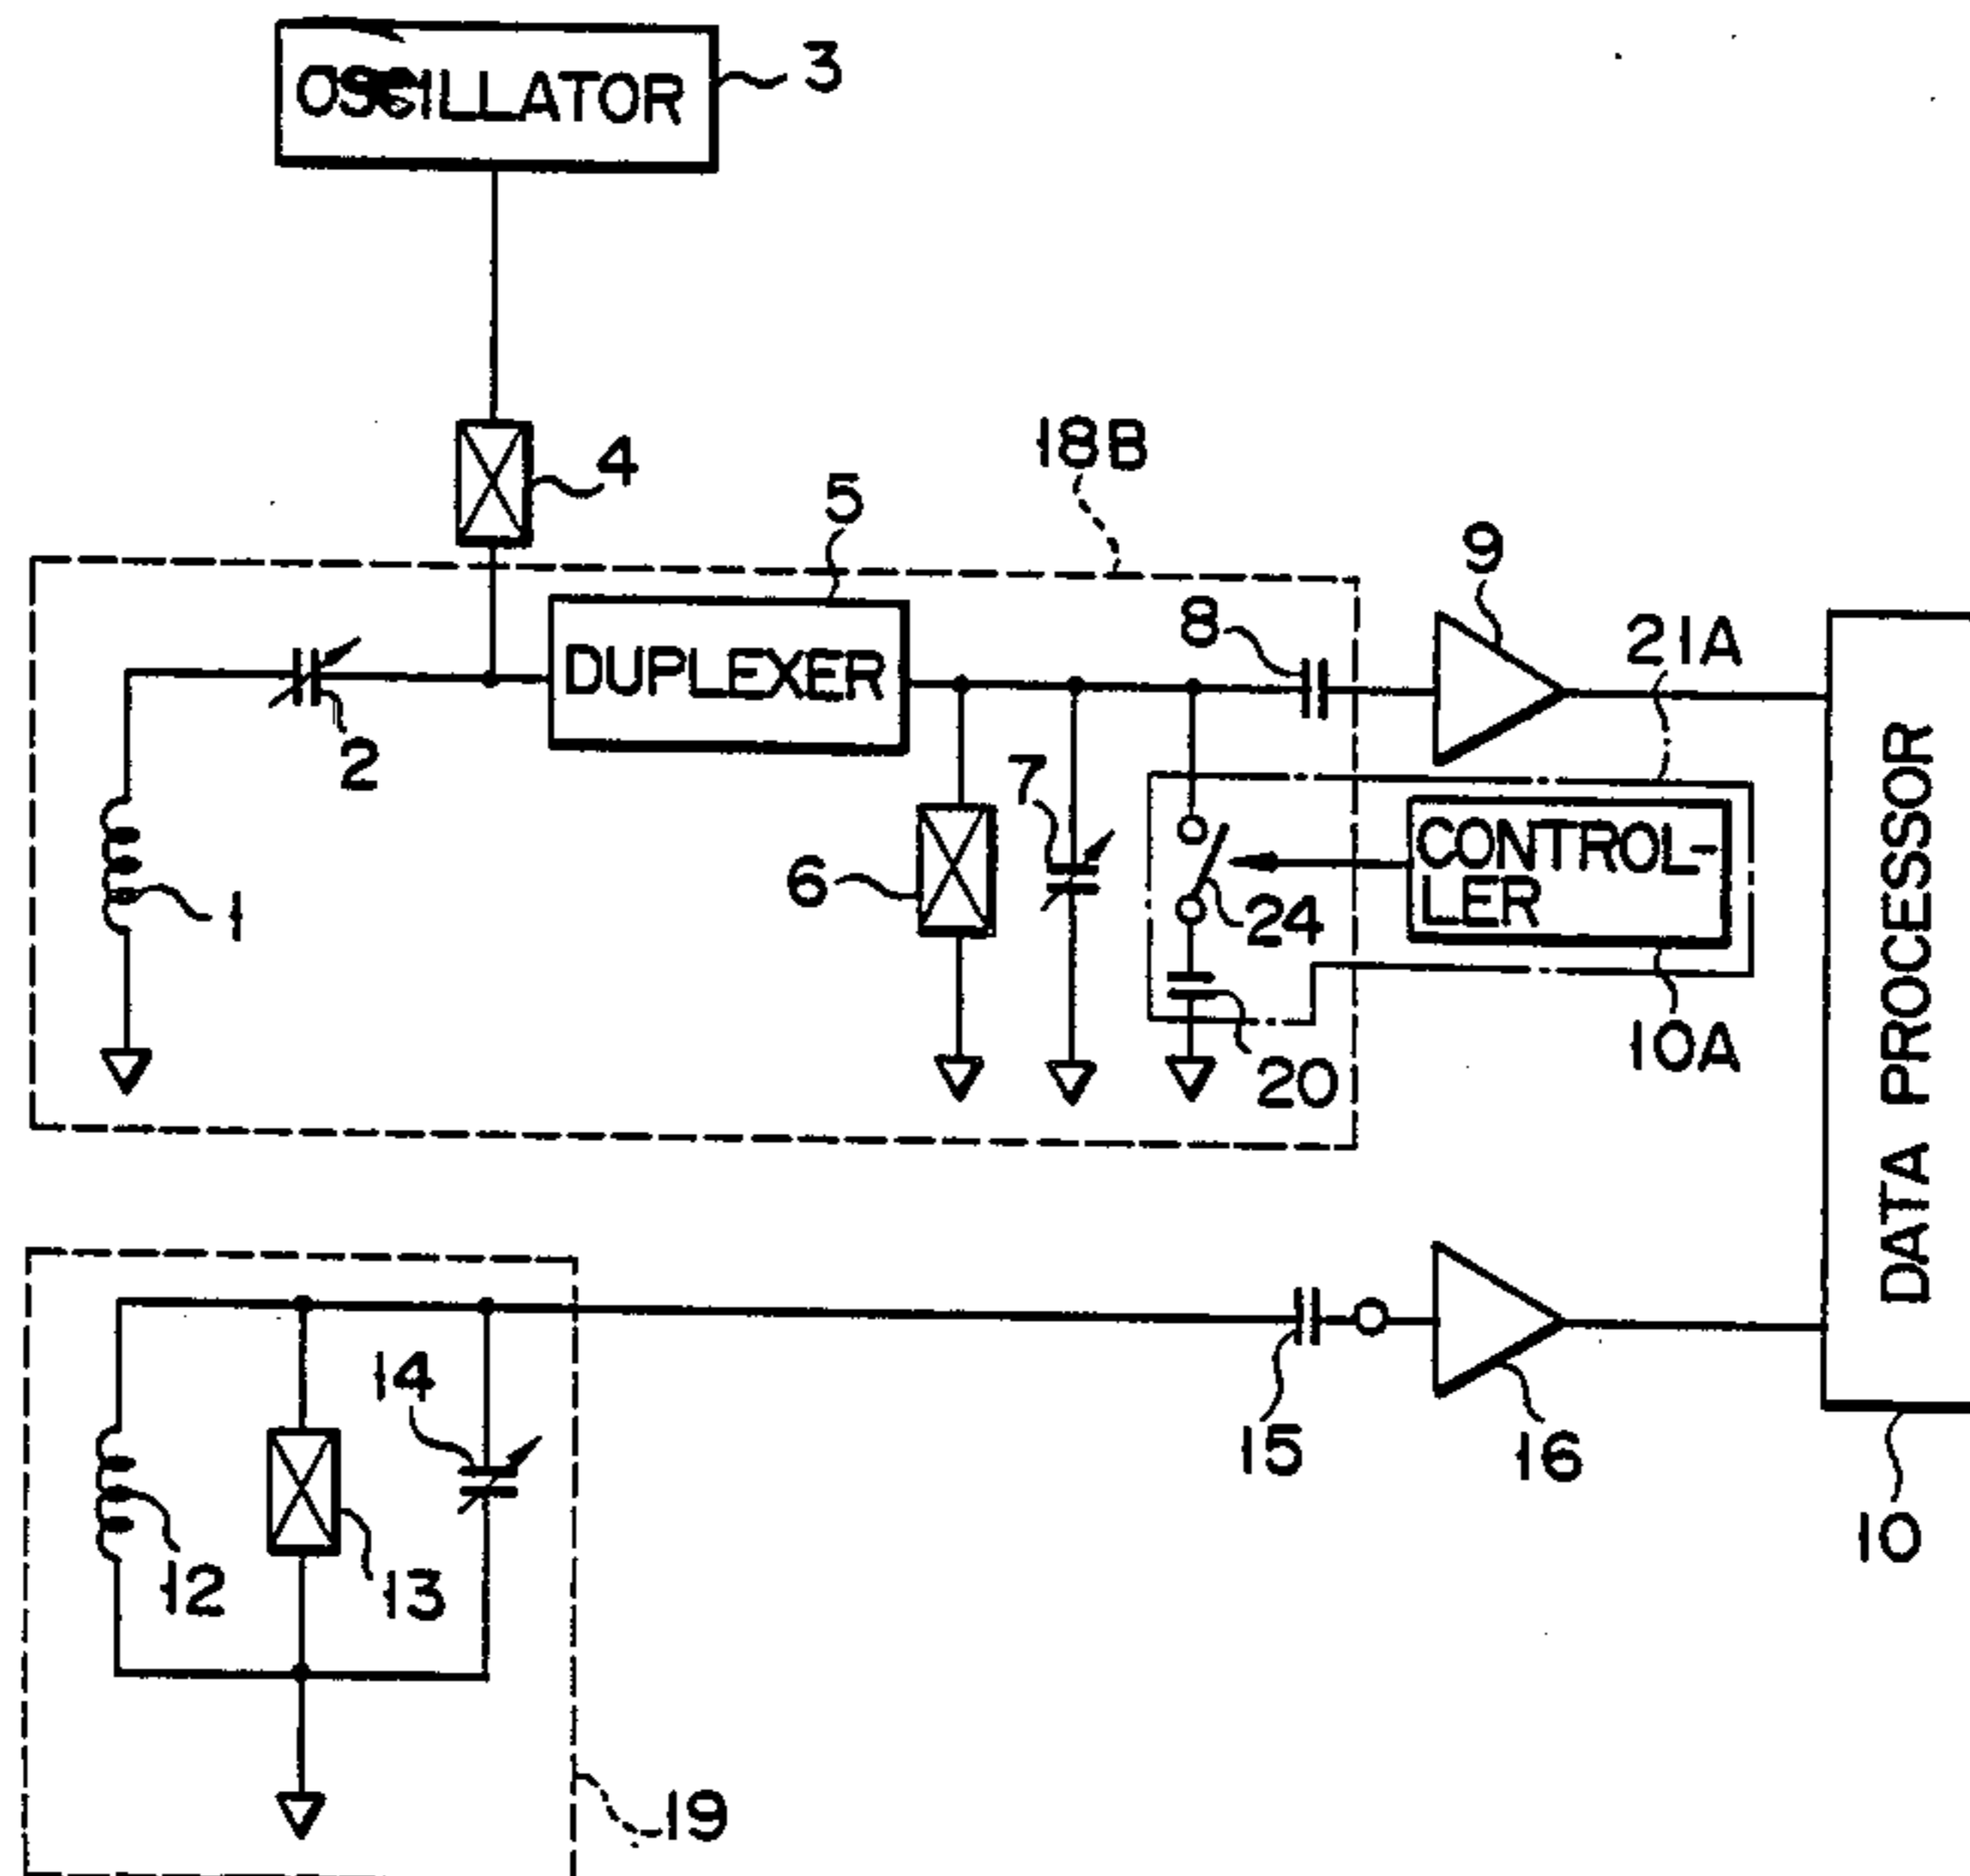 OSCILLATOR
3
4
18B
5
9
8
21A
DUPLEXER
2
7
CONTROL-
LER
6
24
1
10A
20
DATA PROCESSOR
14
15
16
10
12
13
19